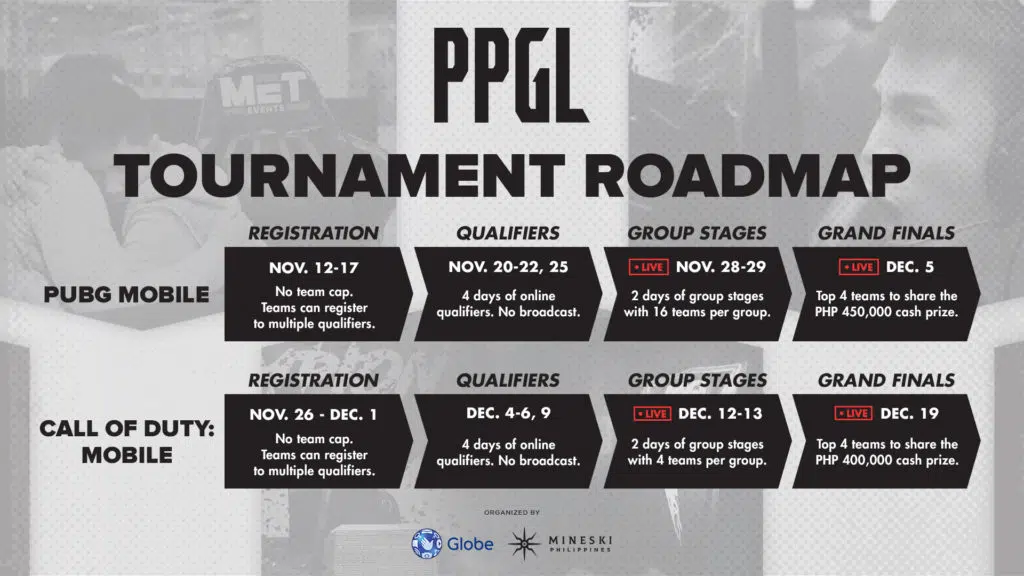 MET
EVENTS
PPGL
TOURNAMENT ROADMAP
REGISTRATION
QUALIFIERS
GROUP STAGES
GRAND FINALS
PUBG MOBILE
NOV. 12-17
No team cap.
Teams can register
to multiple qualifiers.
NOV. 20-22, 25
4 days of online
qualifiers. No broadcast.
• LIVE NOV. 28-29
2 days of group stages
with 16 teams per group.
• LIVE DEC. 5
Top 4 teams to share the
PHP 450,000 cash prize.
REGISTRATION
QUALIFIERS
GROUP STAGES
GRAND FINALS
CALL OF DUTY:
MOBILE
NOV. 26 - DEC. 1
No team cap.
Teams can register
to multiple qualifiers.
DEC. 4-6, 9
4 days of online
qualifiers. No broadcast.
• LIVE DEC. 12-13
2 days of group stages
with 4 teams per group.
• LIVE DEC. 19
Top 4 teams to share the
PHP 400,000 cash prize.
ORGANIZED BY
Globe
MINESKI
PHILIPPINES